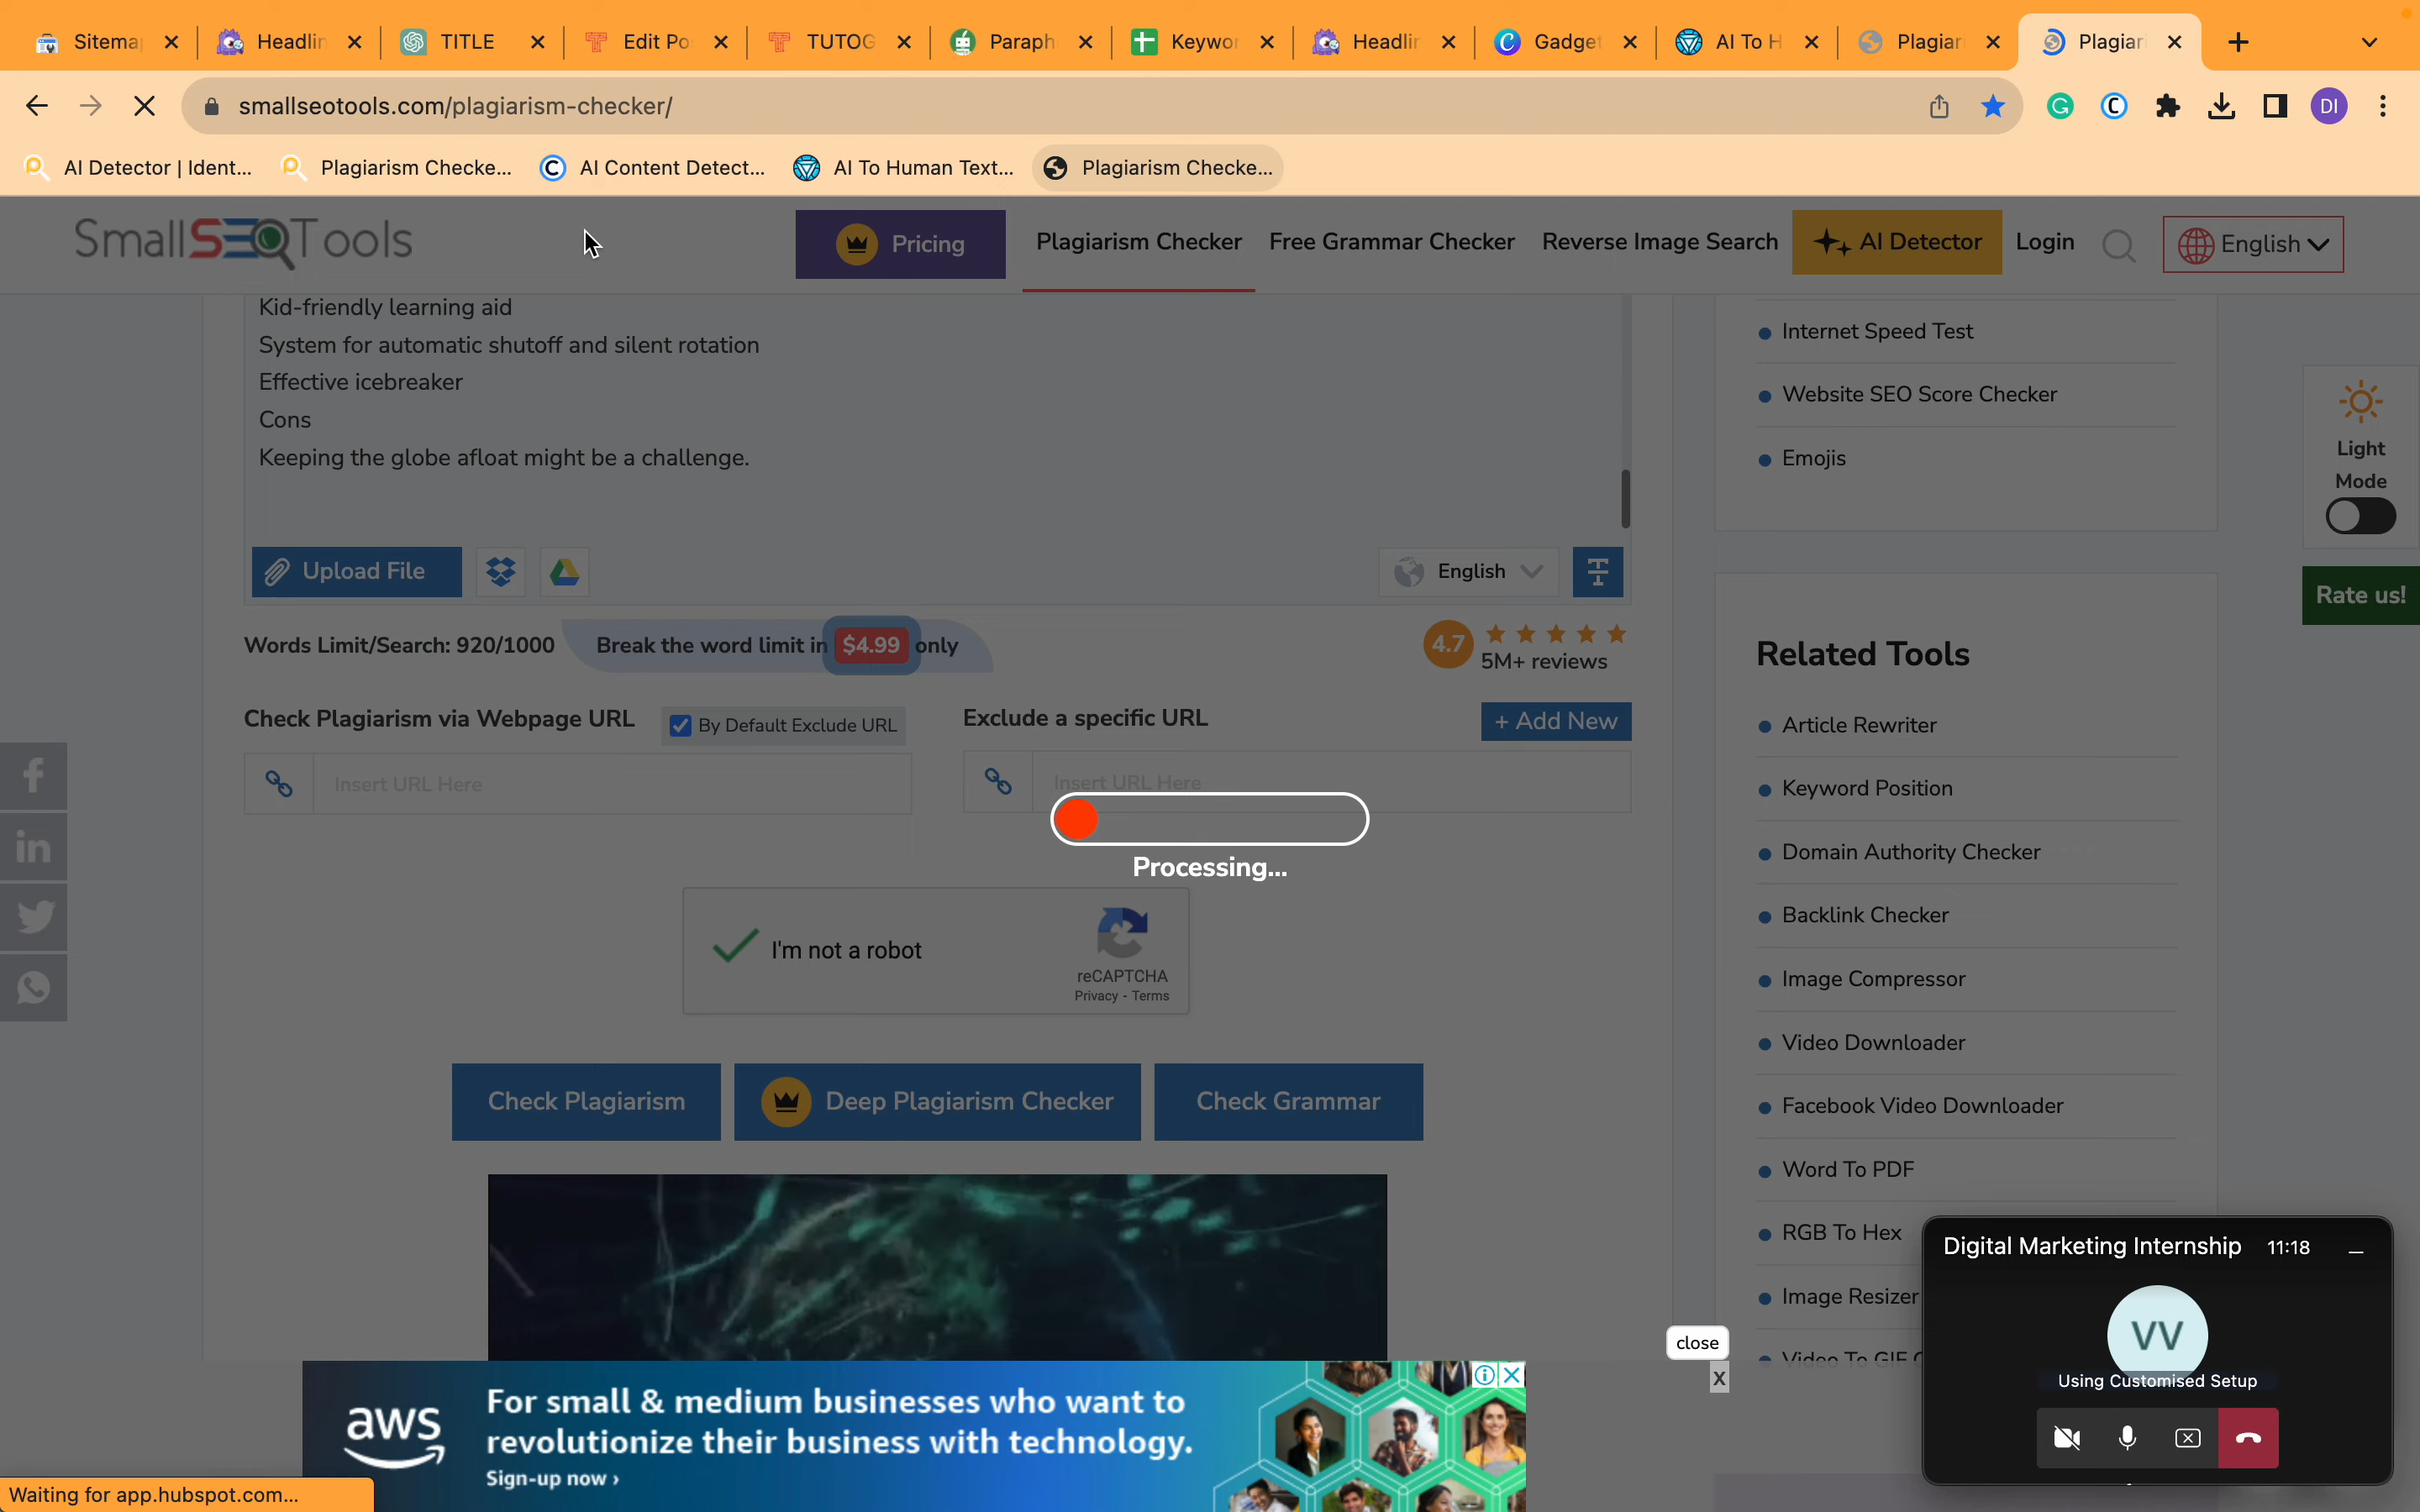 Sitema
Headlin
TITLE
Edit Po
TUTOG
Paraph
Keywor
Headlin
Gadget
AI To H
Plagiar
Plagiar
smallseotools.com/plagiarism-checker/
DI
AI Detector | Ident...
Plagiarism Checke...
AI Content Detect...
AI To Human Text...
Plagiarism Checke...
SmallSEOTools
Pricing
Plagiarism Checker
Free Grammar Checker
Reverse Image Search
AI Detector
Login
English
Kid-friendly learning aid
System for automatic shutoff and silent rotation
Effective icebreaker
Cons
Keeping the globe afloat might be a challenge.
Upload File
English
Words Limit/Search: 920/1000
Break the word limit in $4.99 only
4.7
5M+ reviews
Check Plagiarism via Webpage URL
By Default Exclude URL
Exclude a specific URL
+ Add New
Insert URL Here
Insert URL Here
Processing...
I'm not a robot
reCAPTCHA
Privacy - Terms
Check Plagiarism
Deep Plagiarism Checker
Check Grammar
Internet Speed Test
Website SEO Score Checker
Emojis
Light
Mode
Rate us!
Related Tools
Article Rewriter
Keyword Position
Domain Authority Checker
Backlink Checker
Image Compressor
Video Downloader
Facebook Video Downloader
Word To PDF
RGB To Hex
Image Resizer
Video To GIF C
Digital Marketing Internship 11:18
VV
Using Customised Setup
close
X
aws
For small & medium businesses who want to
revolutionize their business with technology.
Sign-up now ›
Waiting for app.hubspot.com...